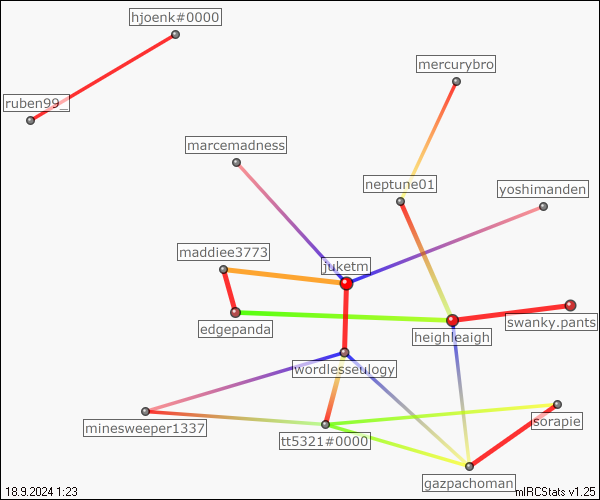 hjoenk#0000
mercurybro
ruben99_
marcemadness
neptune01
yoshimanden
maddiee3773
juketm
edgepanda
swanky.pants
heighleaigh
wordlesseulogy
minesweeper1337
sorapie
tt5321#0000
gazpachoman
18.9.2024 1:23
mIRCStats v1.25